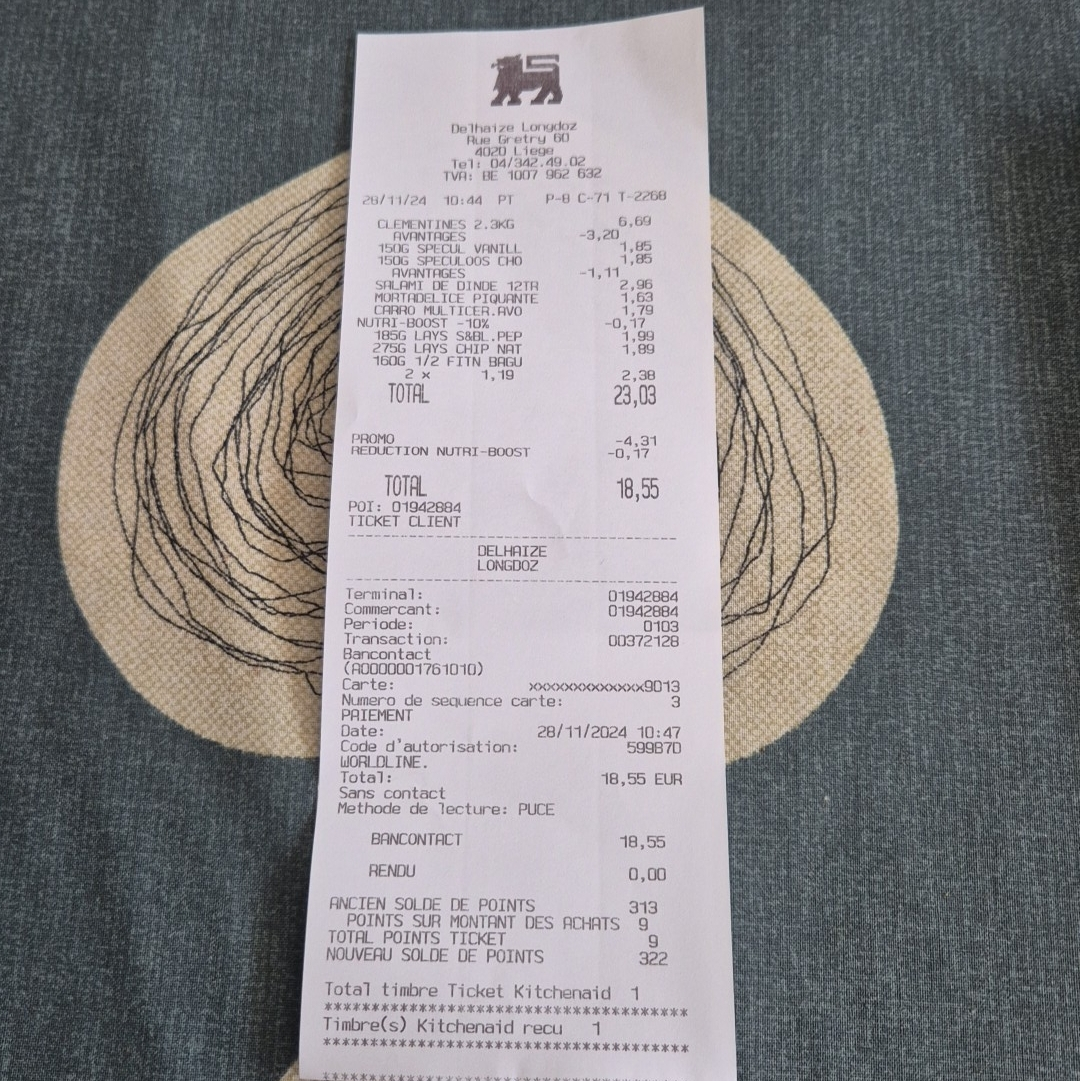 Delhaize Longdoz
Rue Gretry 60
4020 Liege
Tel: 04/342.49.02
TVA: BE 1007 962 632
28/11/24 10:44 PT P-8 C-71 T-2268
CLEMENTINES 2.3KG 6,69
AVANTAGES -3,20
150G SPECUL VANILL 1,85
150G SPECULOOS CHO 1,85
AVANTAGES -1,11
SALAMI DE DINDE 12TR 2,96
MORTADELICE PIQUANTE 1,63
CARRO MULTICER.AVO 1,79
NUTRI-BOOST -10% -0,17
185G LAYS S&BL.PEP 1,99
275G LAYS CHIP NAT 1,89
160G 1/2 FITN BAGU
2 x 1,19 2,38
TOTAL 23,03
PROMO -4,31
REDUCTION NUTRI-BOOST -0,17
TOTAL 18,55
POI: 01942884
TICKET CLIENT
--------------------------------------
DELHAIZE
LONGDOZ
--------------------------------------
Terminal: 01942884
Commercant: 01942884
Periode: 0103
Transaction: 00372128
Bancontact
(A0000001761010)
Carte: xxxxxxxxxxxxx9013
Numero de sequence carte: 3
PAIEMENT
Date: 28/11/2024 10:47
Code d'autorisation: 599B7D
WORLDLINE.
Total: 18,55 EUR
Sans contact
Methode de lecture: PUCE
BANCONTACT 18,55
RENDU 0,00
ANCIEN SOLDE DE POINTS 313
POINTS SUR MONTANT DES ACHATS 9
TOTAL POINTS TICKET 9
NOUVEAU SOLDE DE POINTS 322
Total timbre Ticket Kitchenaid 1
***************************************
Timbre(s) Kitchenaid recu 1
***************************************
***************************************